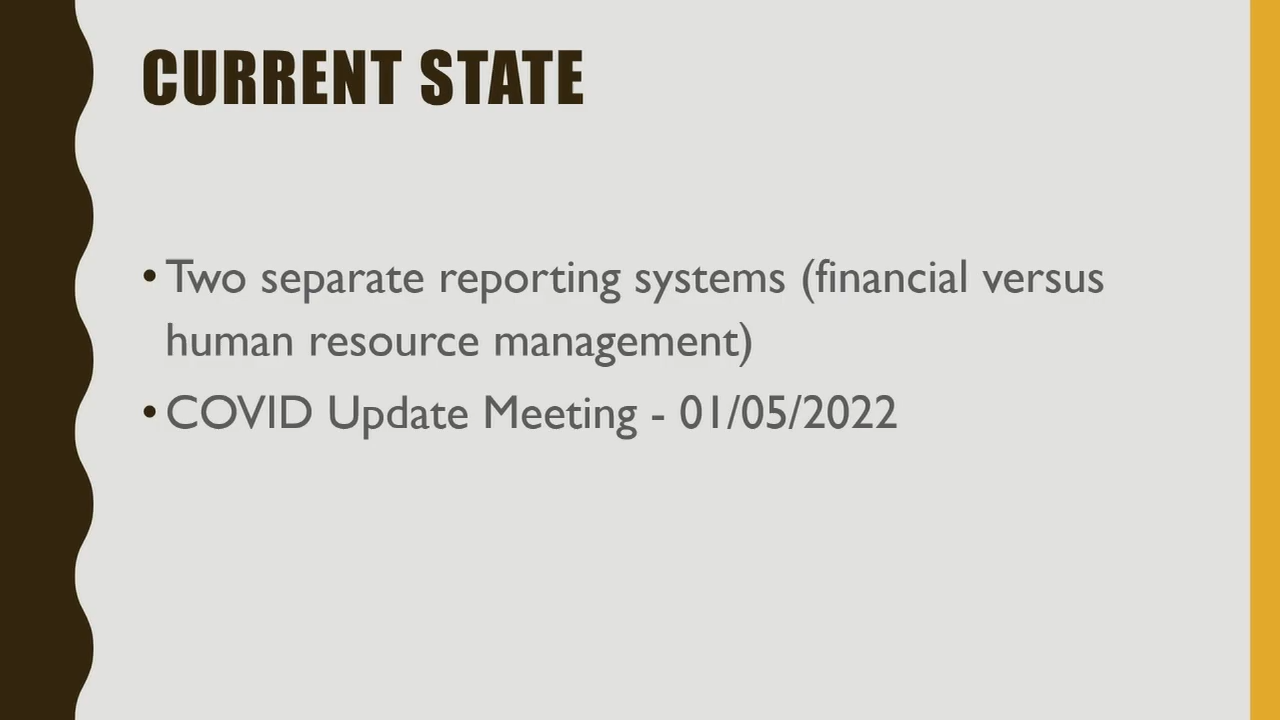 CURRENT STATE
• Two separate reporting systems (financial versus
human resource management)
• COVID Update Meeting - 01/05/2022